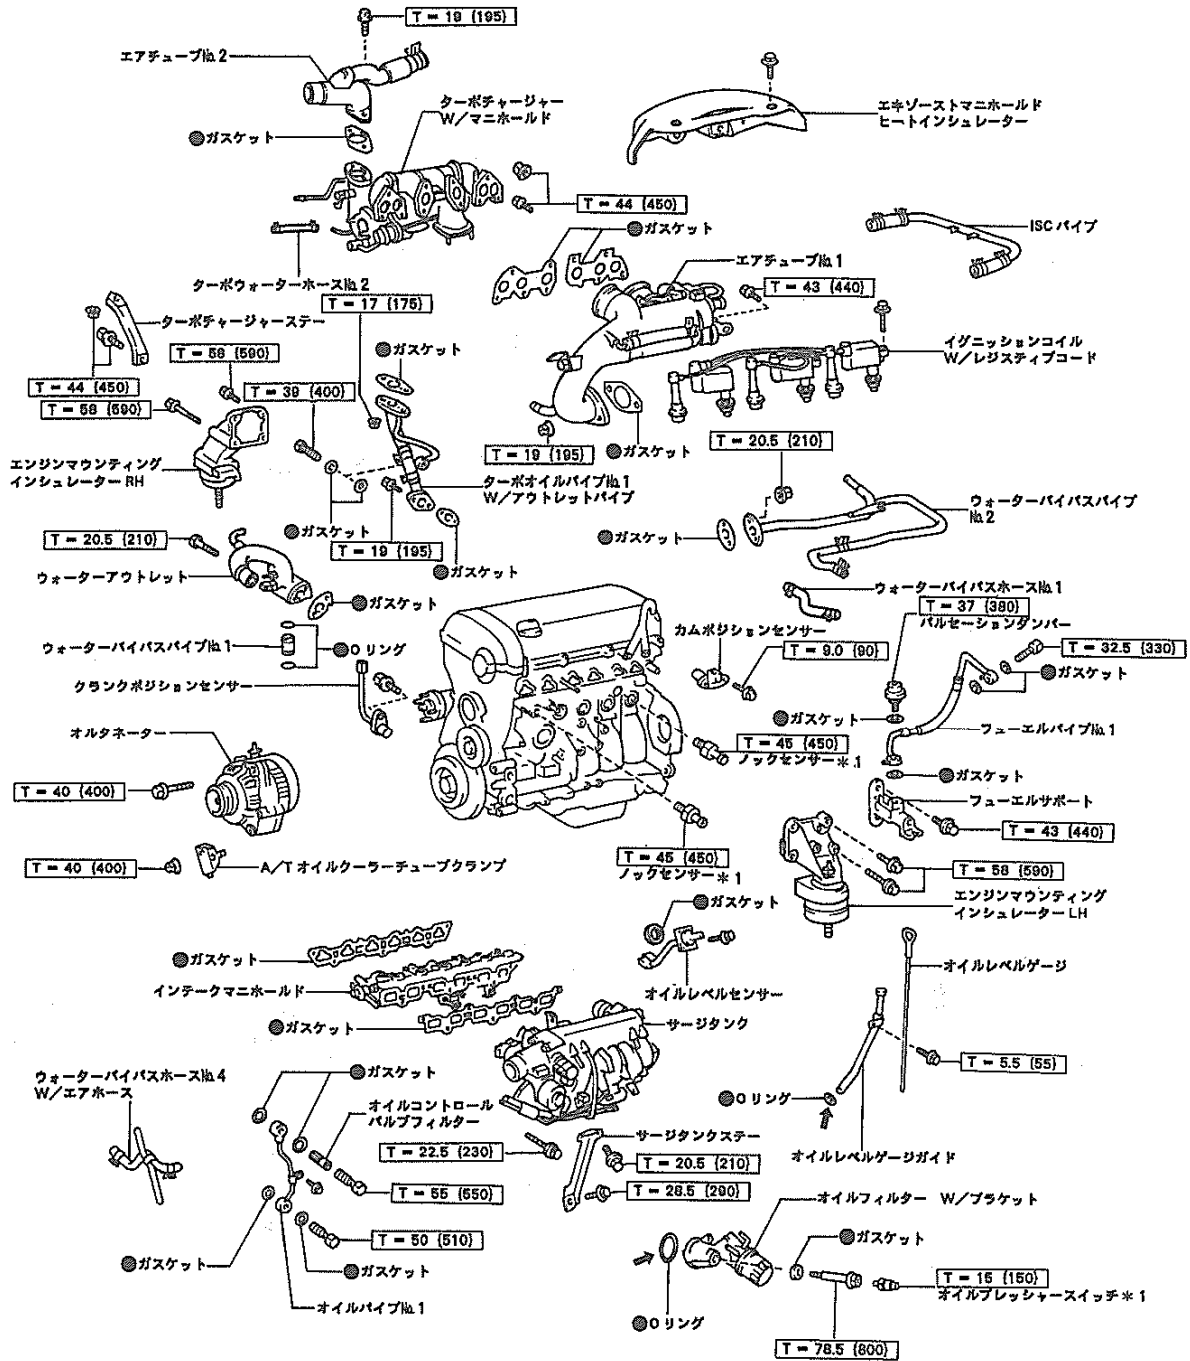 T = 19 {195}
エアチューブ№2
ターボチャージャー
W／マニホールド
エキゾーストマニホールド
ヒートインシュレーター
●ガスケット
T = 44 {450}
●ガスケット
ISC パイプ
ターボウォーターホース№2
エアチューブ№1
T = 43 {440}
T = 17 {175}
ターボチャージャーステー
●ガスケット
イグニッションコイル
W／レジスティブコード
T = 58 {590}
T = 44 {450}
T = 39 {400}
T = 58 {590}
T = 20.5 {210}
T = 19 {195}
●ガスケット
エンジンマウンティング
インシュレーター RH
ターボオイルパイプ№1
W／アウトレットパイプ
ウォーターバイパスパイプ
№2
●ガスケット
T = 20.5 {210}
T = 19 {195}
●ガスケット
●ガスケット
ウォーターアウトレット
ウォーターバイパスホース№1
●ガスケット
T = 37 {380}
パルセーションダンパー
カムポジションセンサー
ウォーターバイパスパイプ№1
●O リング
T = 9.0 {90}
T = 32.5 {330}
●ガスケット
クランクポジションセンサー
●ガスケット
オルタネーター
T = 45 {450}
ノックセンサー＊1
フューエルパイプ№1
●ガスケット
T = 40 {400}
フューエルサポート
T = 43 {440}
T = 45 {450}
ノックセンサー＊1
T = 40 {400}
A／T オイルクーラーチューブクランプ
T = 58 {590}
エンジンマウンティング
インシュレーター LH
●ガスケット
●ガスケット
オイルレベルゲージ
インテークマニホールド
オイルレベルセンサー
●ガスケット
サージタンク
T = 5.5 {55}
ウォーターバイパスホース№4
W／エアホース
●ガスケット
●O リング
オイルコントロール
バルブフィルター
T = 22.5 {230}
サージタンクステー
オイルレベルゲージガイド
T = 20.5 {210}
T = 55 {550}
T = 28.5 {290}
オイルフィルター W／ブラケット
T = 50 {510}
●ガスケット
●ガスケット
●ガスケット
T = 15 {150}
オイルプレッシャースイッチ＊1
オイルパイプ№1
●O リング
T = 78.5 {800}